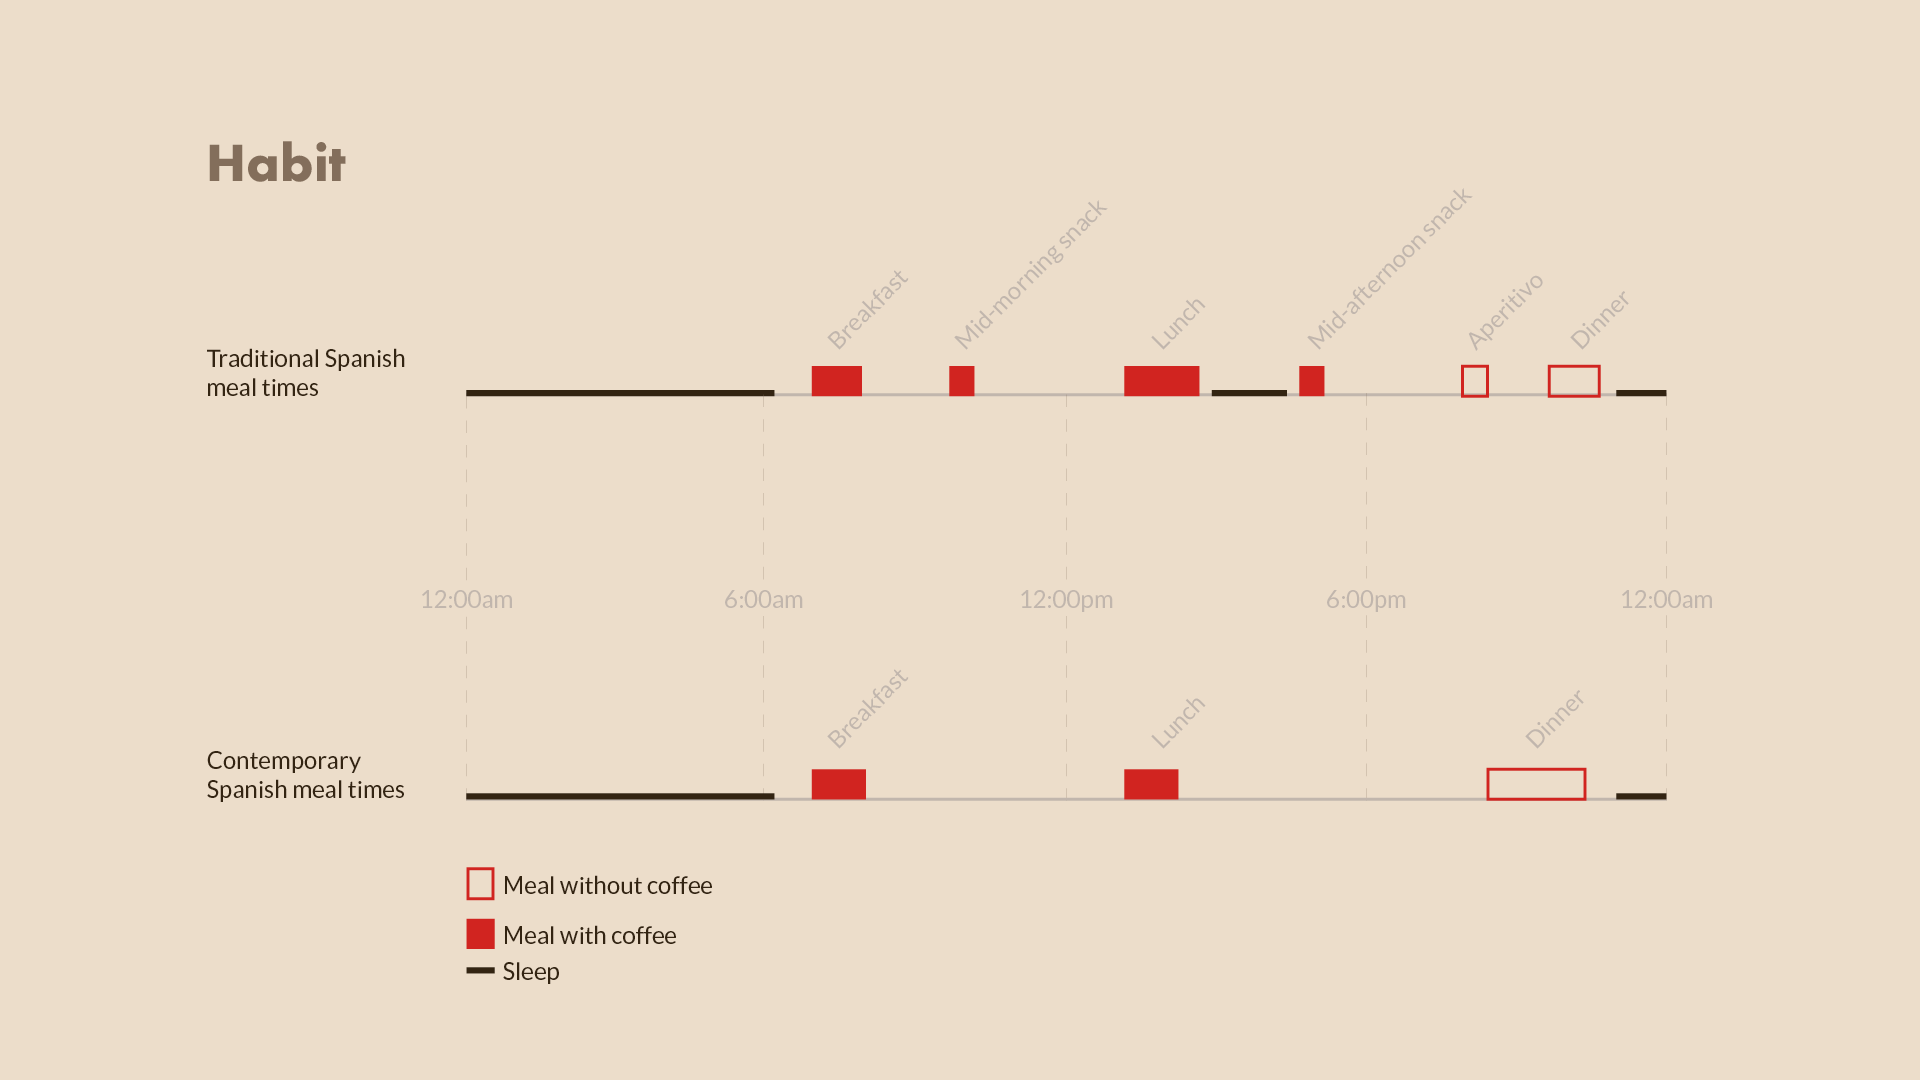 Habit
Breakfast
Mid-morning snack
Lunch
Mid-afternoon snack
Aperitivo
Dinner
Traditional Spanish
meal times
12:00am
6:00am
12:00pm
6:00pm
12:00am
Breakfast
Lunch
Dinner
Contemporary
Spanish meal times
Meal without coffee
Meal with coffee
Sleep